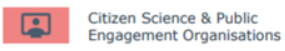 Citizen Science & Public
Engagement Organisations